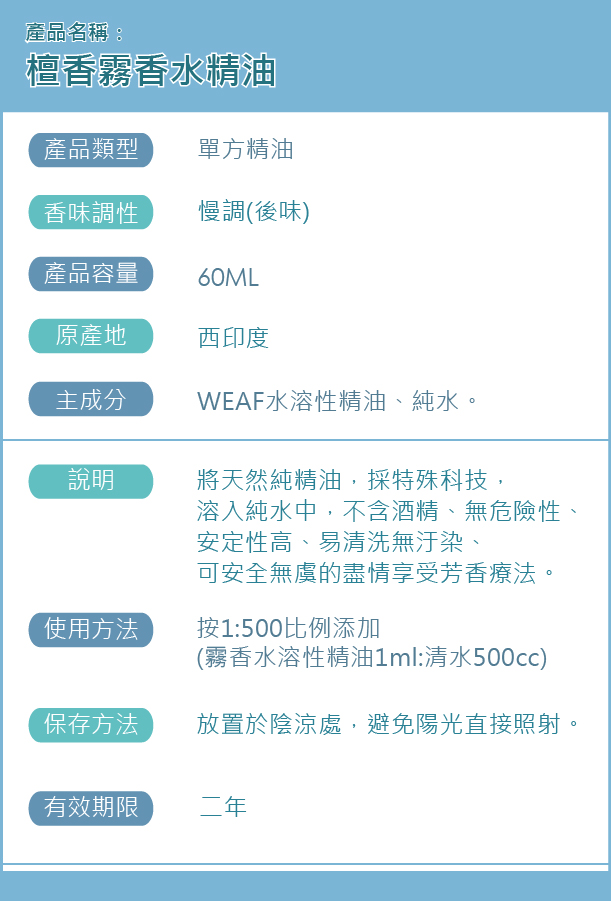 產品名稱：
檀香霧香水精油
產品類型 單方精油
香味調性 慢調(後味)
產品容量 60ML
原產地 西印度
主成分 WEAF水溶性精油、純水。
說明 將天然純精油，採特殊科技，
溶入純水中，不含酒精、無危險性、
安定性高、易清洗無汙染、
可安全無虞的盡情享受芳香療法。
使用方法 按1:500比例添加
(霧香水溶性精油1ml:清水500cc)
保存方法 放置於陰涼處，避免陽光直接照射。
有效期限 二年